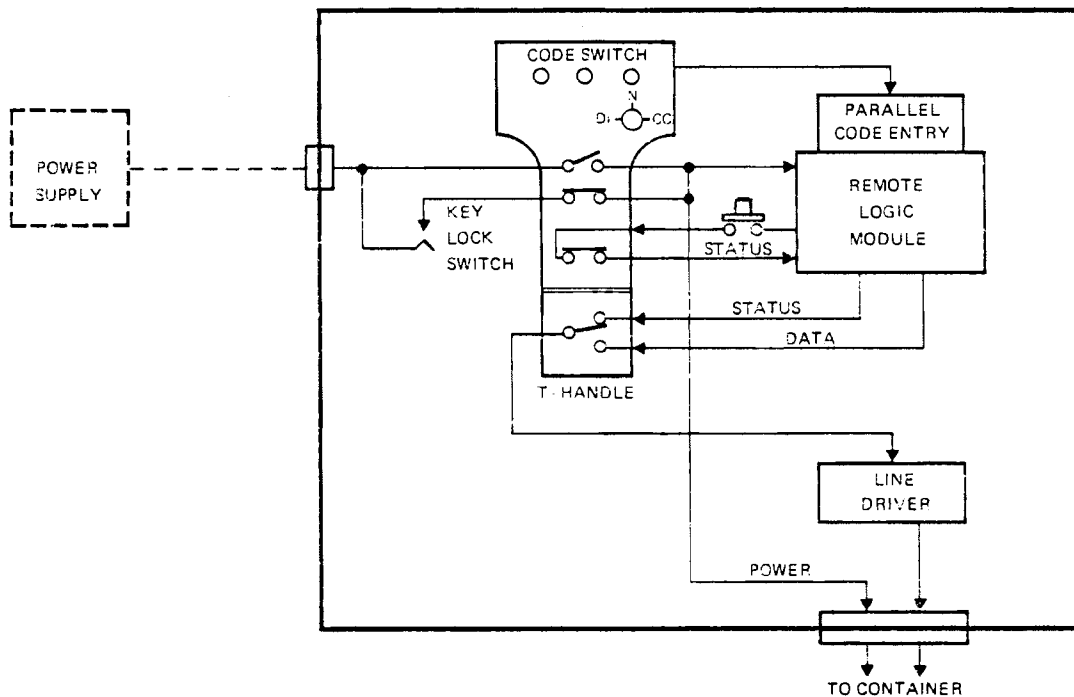 CODE SWITCH
N
DI
CC
PARALLEL
CODE ENTRY
POWER
SUPPLY
KEY
LOCK
SWITCH
REMOTE
LOGIC
MODULE
STATUS
STATUS
DATA
T-HANDLE
LINE
DRIVER
POWER
TO CONTAINER